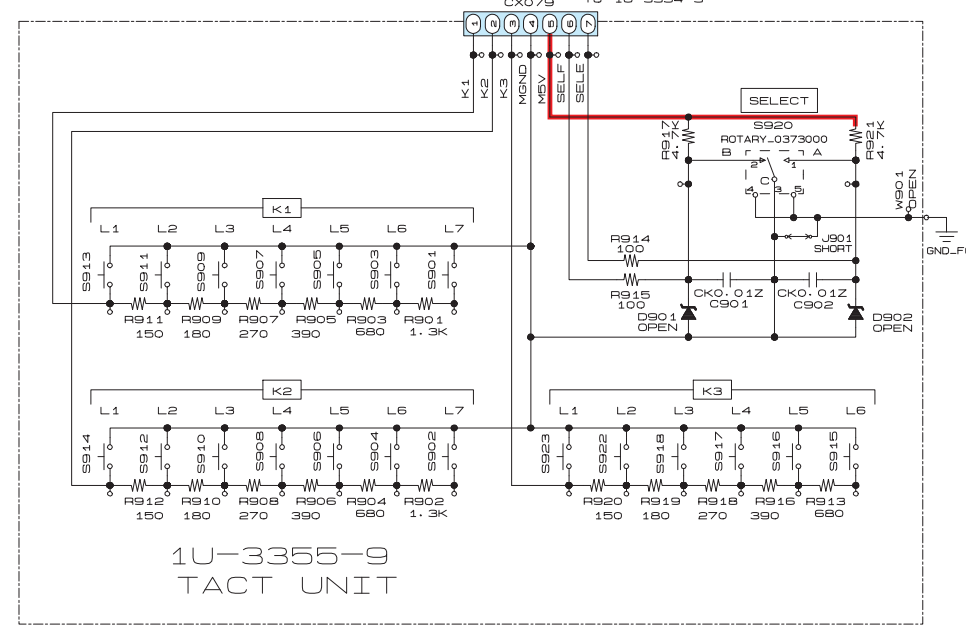 CX079
1 2 3 4 5 6 7
K1 K2 K3 MGND M5V SELF SELE
SELECT
S920
ROTARY_0373000
R917 4.7K
R921 4.7K
B 2 1 A
C
4 3 5
W901 OPEN
J901 SHORT
GND_F
K1
L1 L2 L3 L4 L5 L6 L7
S913 S911 S909 S907 S905 S903 S901
R911 R909 R907 R905 R903 R901
150 180 270 390 680 1.3K
R914 100
R915 100
CK0.01Z C901
CK0.01Z C902
D901 OPEN
D902 OPEN
K2
L1 L2 L3 L4 L5 L6 L7
S914 S912 S910 S908 S906 S904 S902
R912 R910 R908 R906 R904 R902
150 180 270 390 680 1.3K
K3
L1 L2 L3 L4 L5 L6
S923 S922 S918 S917 S916 S915
R920 R919 R918 R916 R913
150 180 270 390 680
1U-3355-9
TACT UNIT